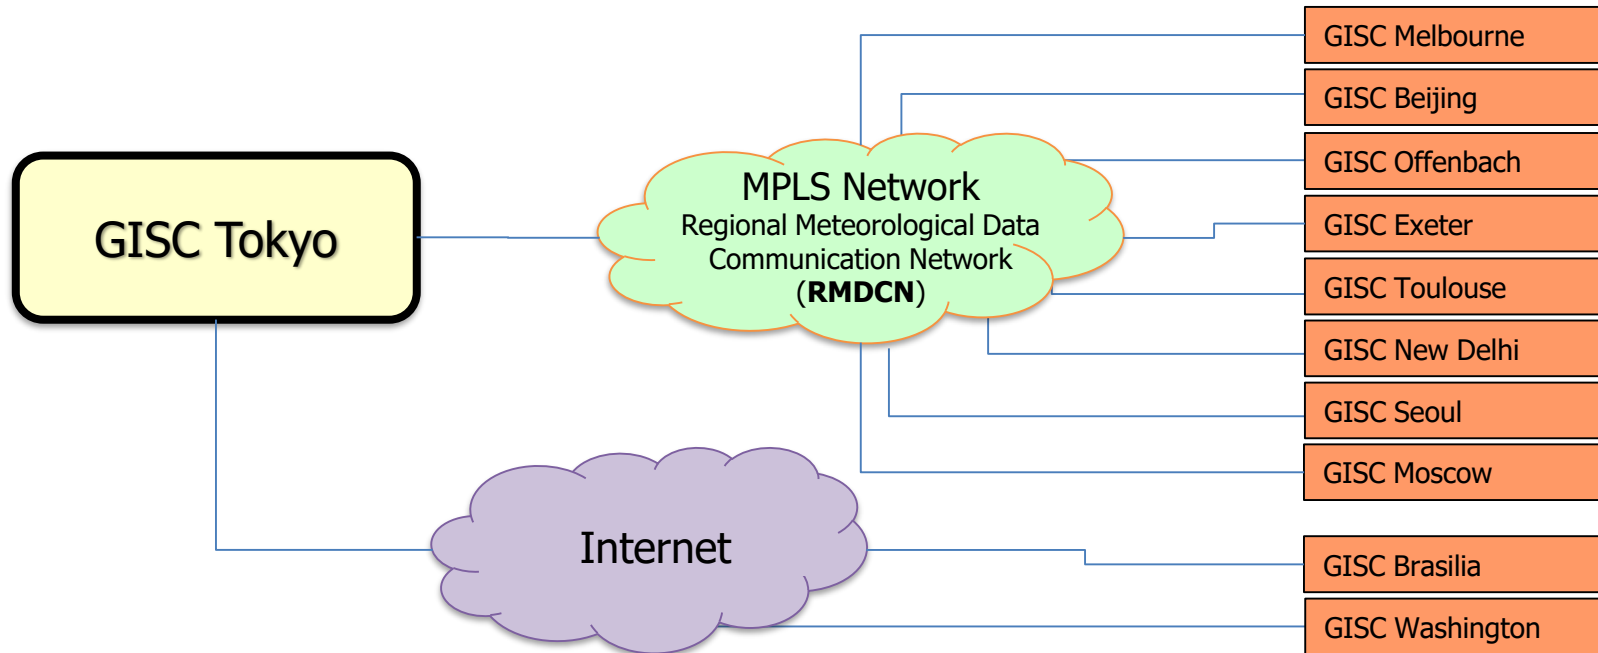 GISC Tokyo
MPLS Network
Regional Meteorological Data
Communication Network
(RMDCN)
Internet
GISC Melbourne
GISC Beijing
GISC Offenbach
GISC Exeter
GISC Toulouse
GISC New Delhi
GISC Seoul
GISC Moscow
GISC Brasilia
GISC Washington